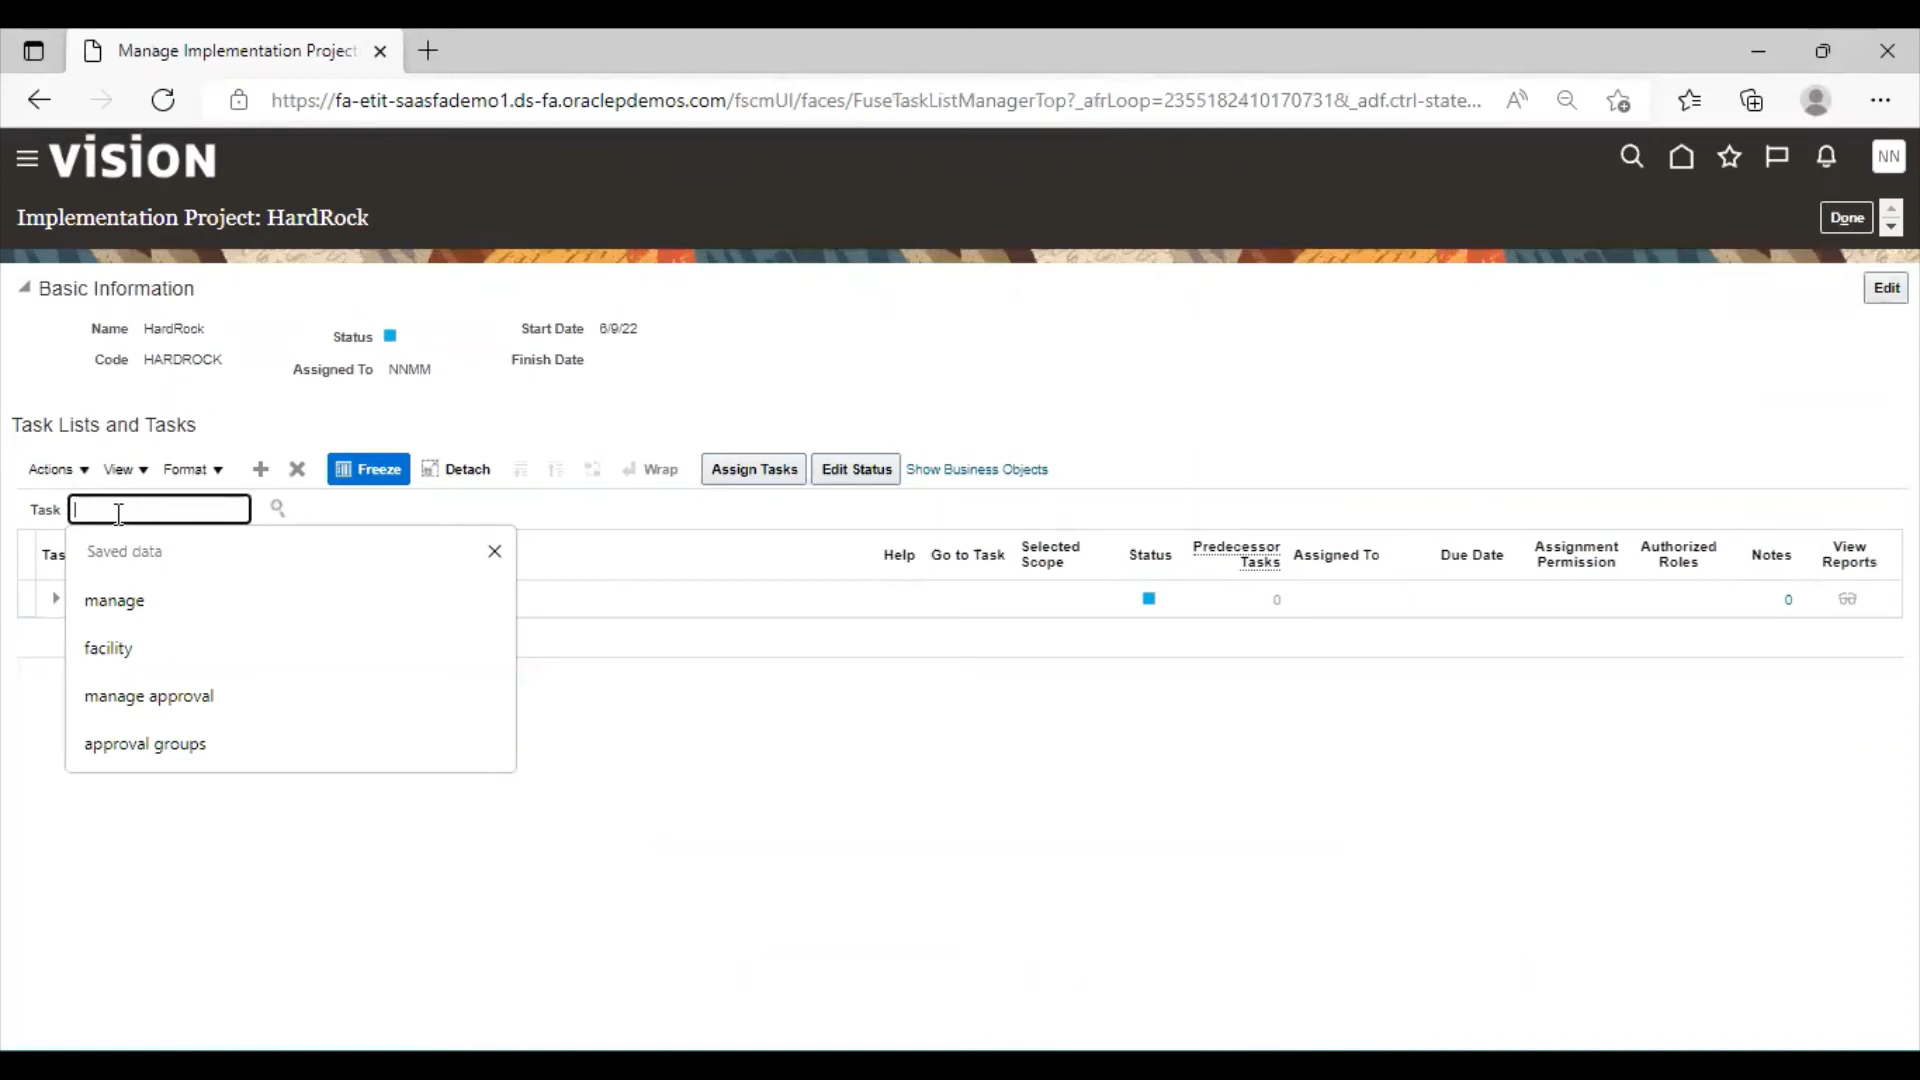 Manage Implementation Project
https://fa-etit-saasfademo1.ds-fa.oraclepdemos.com/fscmUI/faces/FuseTaskListManagerTop?_afrLoop=23551824101707318&_adf.ctrl-state...
VISION
NN
Implementation Project: HardRock
Done
Basic Information
Edit
Name HardRock
Status
Start Date 6/9/22
Code HARDROCK
Finish Date
Assigned To NNMM
Task Lists and Tasks
Actions View Format Freeze Detach Wrap Assign Tasks Edit Status Show Business Objects
Task
Saved data
manage
facility
manage approval
approval groups
Tas
Help Go to Task Selected Scope Status Predecessor Tasks Assigned To Due Date Assignment Permission Authorized Roles Notes View Reports
0 0